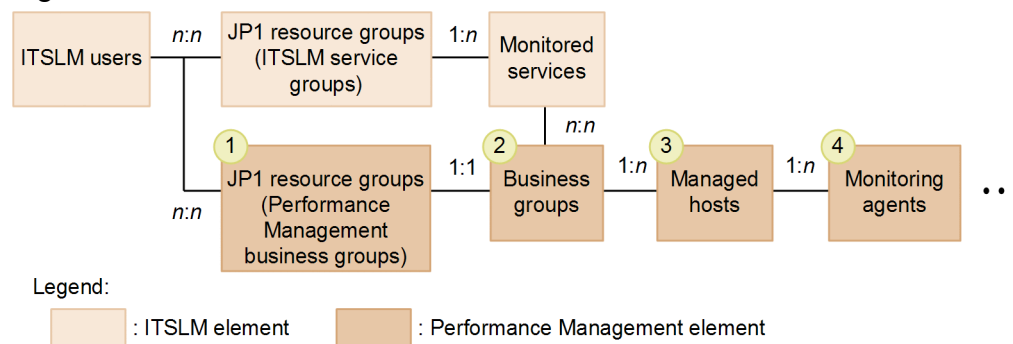 ITSLM users
n:n
JP1 resource groups
(ITSLM service
groups)
1:n
Monitored
services
n:n
n:n
1
JP1 resource groups
(Performance
Management
business groups)
1:1
2
Business
groups
1:n
3
Managed
hosts
1:n
4
Monitoring
agents
Legend:
: ITSLM element
: Performance Management element